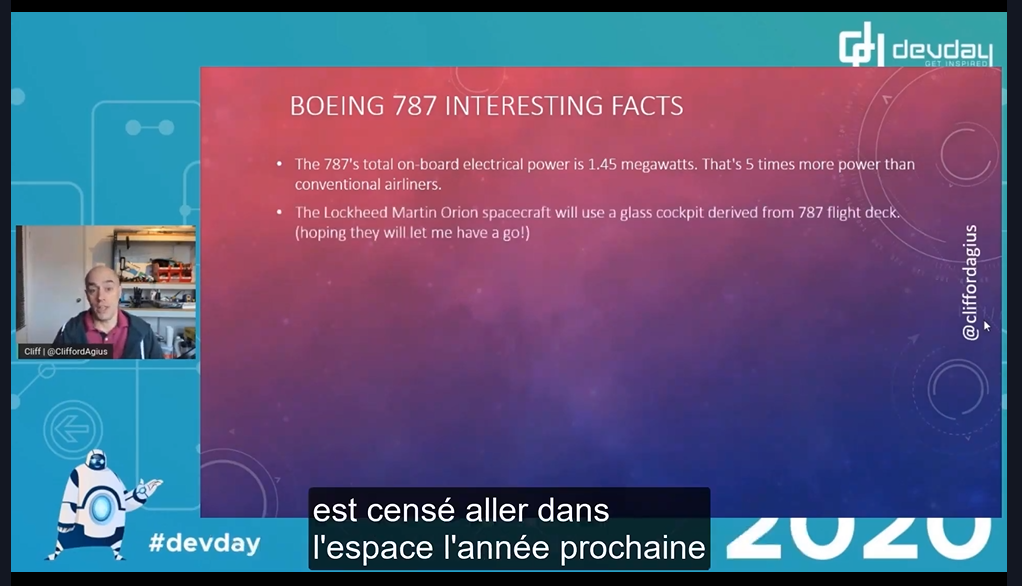 devday
GET INSPIRED
BOEING 787 INTERESTING FACTS
• The 787's total on-board electrical power is 1.45 megawatts. That's 5 times more power than
conventional airliners.
• The Lockheed Martin Orion spacecraft will use a glass cockpit derived from 787 flight deck.
(hoping they will let me have a go!)
@cliffordagius
Cliff | @CliffordAgius
#devday
2020
est censé aller dans
l'espace l'année prochaine